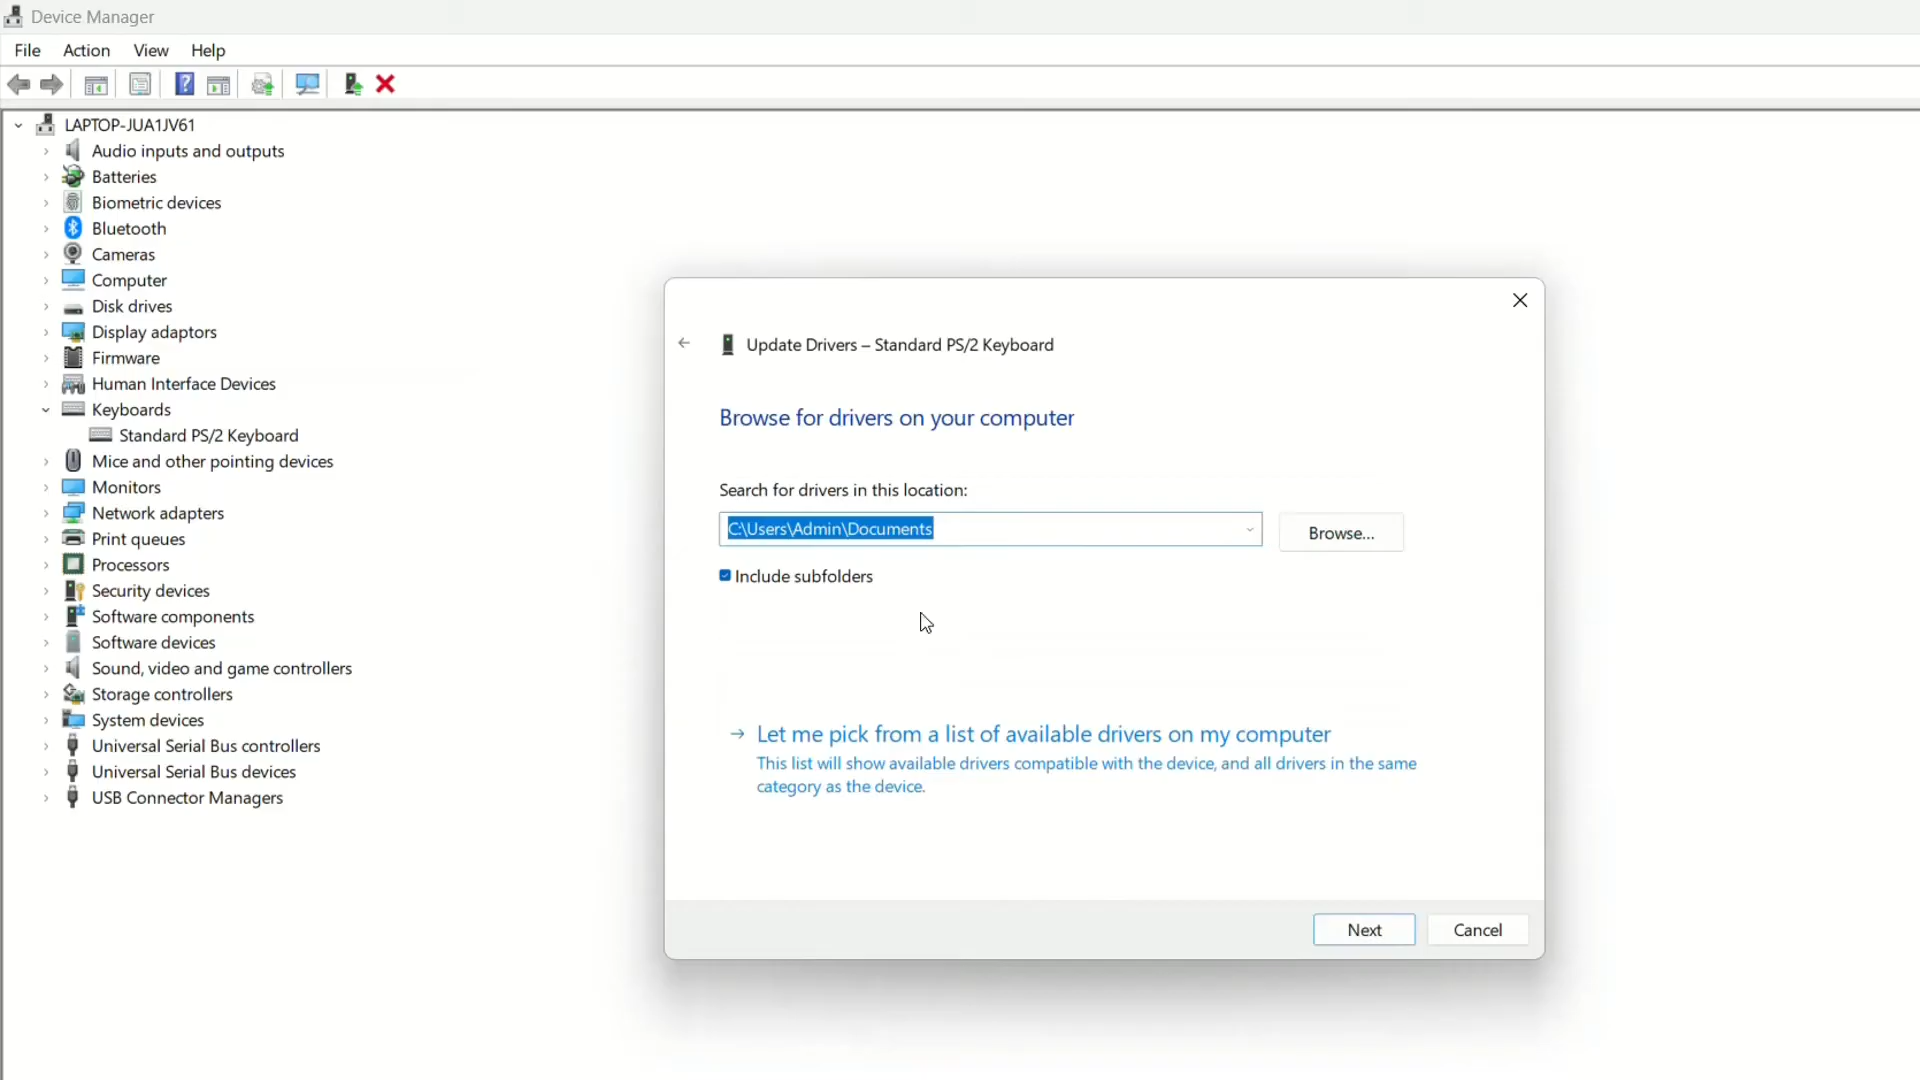 Device Manager
File Action View Help
LAPTOP-JUA1JV61
Audio inputs and outputs
Batteries
Biometric devices
Bluetooth
Cameras
Computer
Disk drives
Display adaptors
Firmware
Human Interface Devices
Keyboards
Standard PS/2 Keyboard
Mice and other pointing devices
Monitors
Network adapters
Print queues
Processors
Security devices
Software components
Software devices
Sound, video and game controllers
Storage controllers
System devices
Universal Serial Bus controllers
Universal Serial Bus devices
USB Connector Managers
Update Drivers – Standard PS/2 Keyboard
Browse for drivers on your computer
Search for drivers in this location:
C:\Users\Admin\Documents
Browse...
Include subfolders
Let me pick from a list of available drivers on my computer
This list will show available drivers compatible with the device, and all drivers in the same
category as the device.
Next Cancel